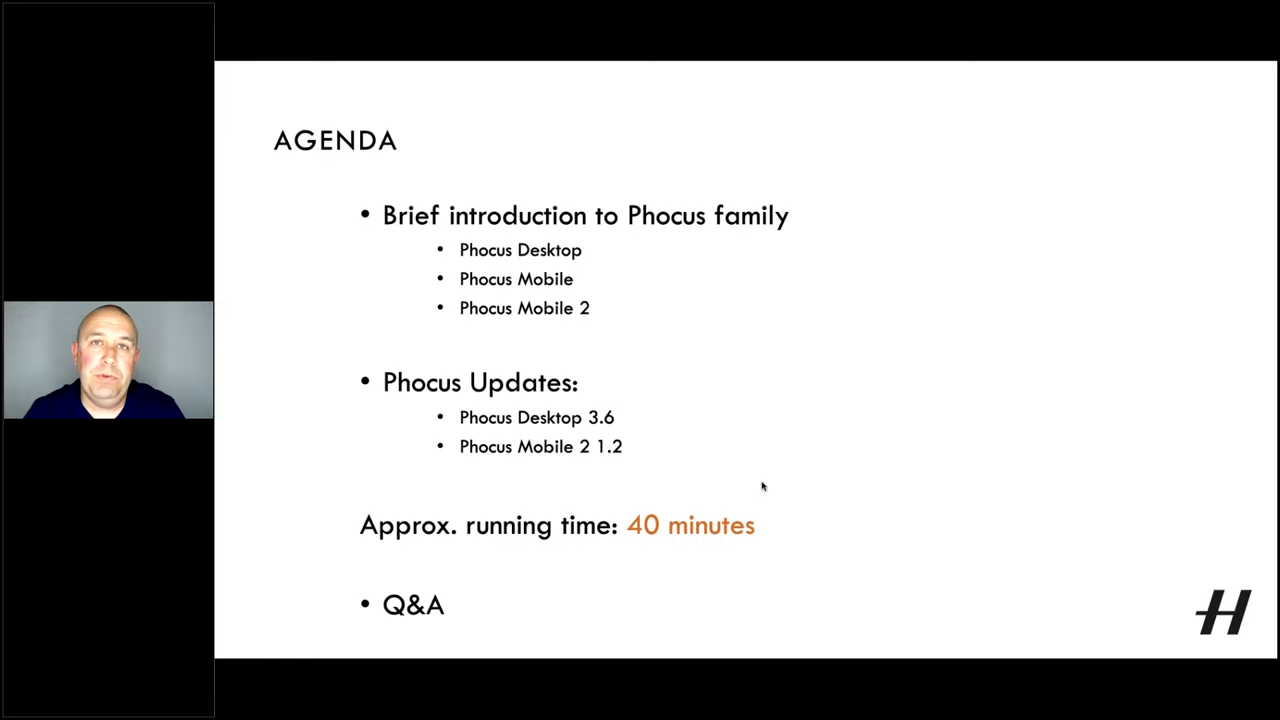 AGENDA
• Brief introduction to Phocus family
• Phocus Desktop
• Phocus Mobile
• Phocus Mobile 2
• Phocus Updates:
• Phocus Desktop 3.6
• Phocus Mobile 2 1.2
Approx. running time: 40 minutes
• Q&A
H